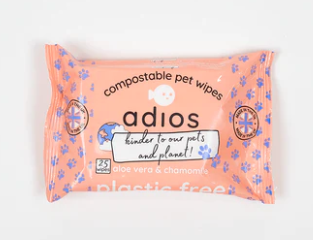 compostable pet wipes
adios
kinder to our pets
and planet!
25
aloe vera & chamomile
plastic free